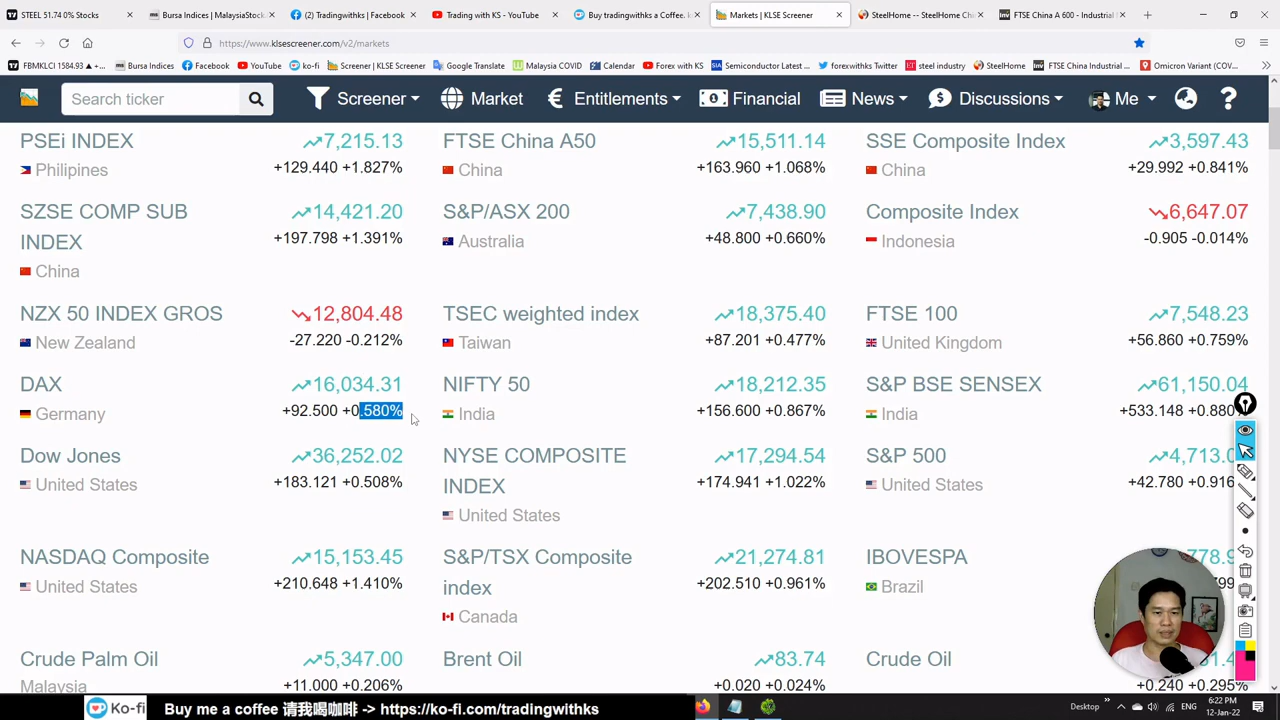 STEEL 51.74 0.00% Stocks
Bursa Indices | MalaysiaStock
(2) Tradingwithks | Facebook
Trading with KS - YouTube
Buy tradingwithks a Coffee.
Markets | KLSE Screener
SteelHome -- SteelHome
FTSE China A 600 - Industrial
https://www.klsescreener.com/v2/markets
FBMKLCI 1584.93
Bursa Indices
Facebook
YouTube
ko-fi
Screener | KLSE Screener
Google Translate
Malaysia COVID
Calendar
Forex with KS
Semiconductor Latest ...
forexwithks Twitter
steel industry
SteelHome
FTSE China Industrial ...
Omicron Variant (COV...
Search ticker
Screener
Market
Entitlements
Financial
News
Discussions
Me
PSEi INDEX
7,215.13
FTSE China A50
15,511.14
SSE Composite Index
3,597.43
Philipines
+129.440 +1.827%
China
+163.960 +1.068%
China
+29.992 +0.841%
SZSE COMP SUB
INDEX
14,421.20
+197.798 +1.391%
China
S&P/ASX 200
7,438.90
Australia
+48.800 +0.660%
Composite Index
6,647.07
Indonesia
-0.905 -0.014%
NZX 50 INDEX GROS
12,804.48
New Zealand
-27.220 -0.212%
TSEC weighted index
18,375.40
Taiwan
+87.201 +0.477%
FTSE 100
7,548.23
United Kingdom
+56.860 +0.759%
DAX
16,034.31
Germany
+92.500 +0.580%
NIFTY 50
18,212.35
India
+156.600 +0.867%
S&P BSE SENSEX
61,150.04
India
+533.148 +0.880%
Dow Jones
36,252.02
United States
+183.121 +0.508%
NYSE COMPOSITE
INDEX
17,294.54
+174.941 +1.022%
United States
S&P 500
4,713.0
United States
+42.780 +0.916
NASDAQ Composite
15,153.45
United States
+210.648 +1.410%
S&P/TSX Composite
index
21,274.81
+202.510 +0.961%
Canada
IBOVESPA
Brazil
Crude Palm Oil
5,347.00
Malaysia
+11.000 +0.206%
Brent Oil
83.74
+0.020 +0.024%
Crude Oil
+0.240 +0.295%
Ko-fi
Buy me a coffee 请我喝咖啡 -> https://ko-fi.com/tradingwithks
Desktop
ENG
6:22 PM
12-Jan-22